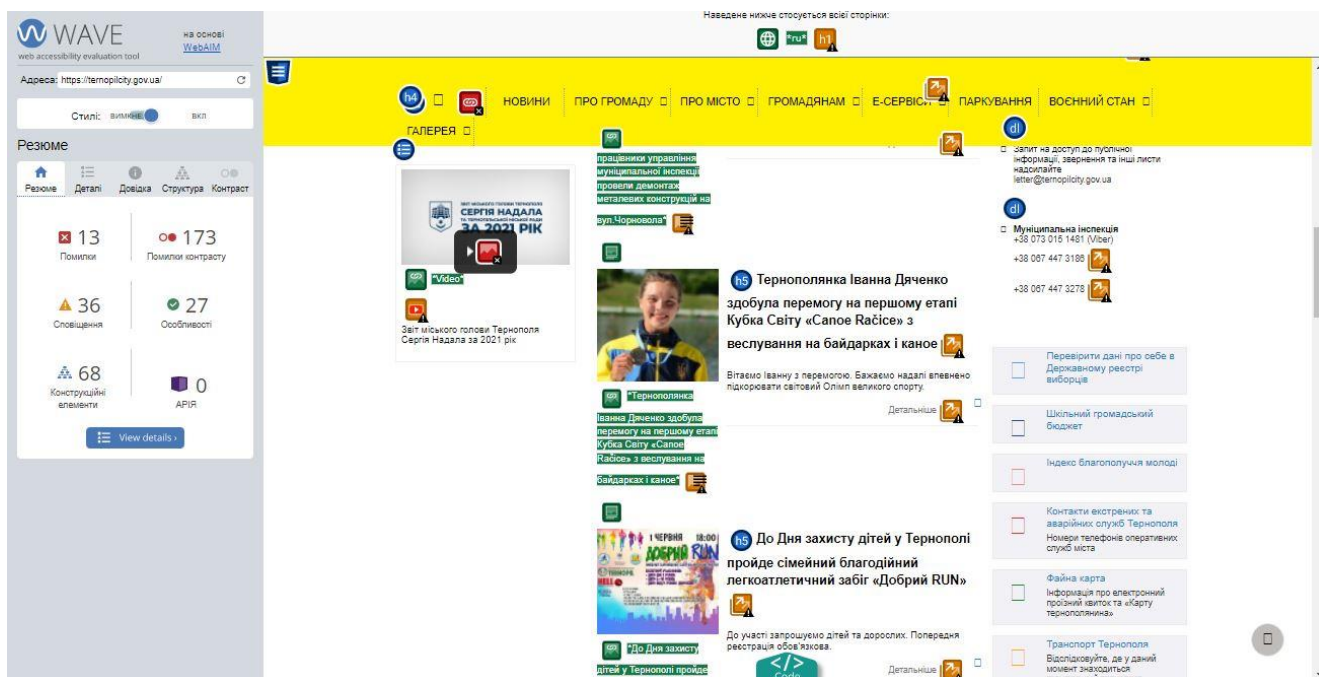 WAVE
web accessibility evaluation tool
на основі
WebAIM
Адреса: https://ternopilcity.gov.ua/
Стилі:
вкл
Резюме
Резюме Деталі Довідка Структура Контраст
13
Помилки
173
Помилки контрасту
36
Сповіщення
27
Особливості
68
Конструкційні
елементи
0
АРІЯ
View details ›
Наведене нижче стосується всієї сторінки:
*ru* h1
h4 НОВИНИ ПРО ГРОМАДУ ПРО МІСТО ГРОМАДЯНАМ Е-СЕРВІСИ ПАРКУВАННЯ ВОЄННИЙ СТАН
ГАЛЕРЕЯ
ЗВІТ МІСЬКОГО ГОЛОВИ ТЕРНОПОЛЯ
СЕРГІЯ НАДАЛА
ЗА 2021 РІК
*Video*
Звіт міського голови Тернополя
Сергія Надала за 2021 рік
працівники управління
муніципальної інспекції
провели демонтаж
металевих конструкцій на
вул.Чорновола*
h5 Тернополянка Іванна Дяченко
здобула перемогу на першому етапі
Кубка Світу «Canoe Račice» з
веслування на байдарках і каное
Вітаємо Іванну з перемогою. Бажаємо надалі впевнено
підкорювати світовий Олімп великого спорту.
Детальніше
*Тернополянка
Іванна Дяченко здобула
перемогу на першому етапі
Кубка Світу «Canoe
Račice» з веслування на
байдарках і каное*
1 ЧЕРВНЯ 18:00
ДОБРИЙ RUN
h5 До Дня захисту дітей у Тернополі
пройде сімейний благодійний
легкоатлетичний забіг «Добрий RUN»
До участі запрошуємо дітей та дорослих. Попередня
реєстрація обов'язкова.
Детальніше
*До Дня захисту
дітей у Тернополі пройде
</>
Code
dl
Запит на доступ до публічної
інформації, звернення та інші листи
надсилайте
letter@ternopilcity.gov.ua
dl
Муніципальна інспекція
+38 073 015 1481 (Viber)
+38 067 447 3186
+38 067 447 3278
Перевірити дані про себе в
Державному реєстрі
виборців
Шкільний громадський
бюджет
Індекс благополуччя молоді
Контакти екстрених та
аварійних служб Тернополя
Номери телефонів оперативних
служб міста
Файна карта
Інформація про електронний
проїзний квиток та «Карту
тернополянина»
Транспорт Тернополя
Відслідковуйте, де у даний
момент знаходиться